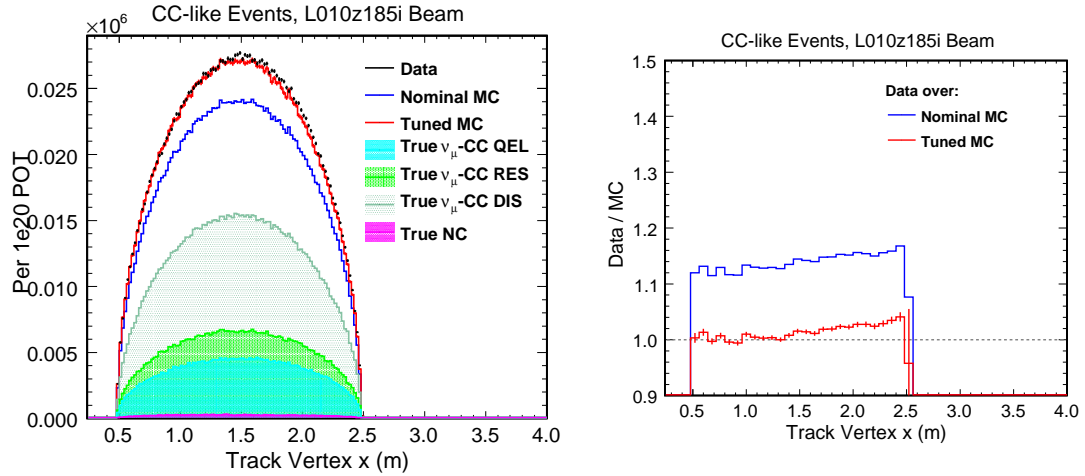 CC-like Events, L010z185i Beam
×10⁶
Per 1e20 POT
0.025
0.020
0.015
0.010
0.005
0.000
Data
Nominal MC
Tuned MC
True νμ-CC QEL
True νμ-CC RES
True νμ-CC DIS
True NC
0.5 1.0 1.5 2.0 2.5 3.0 3.5 4.0
Track Vertex x (m)
CC-like Events, L010z185i Beam
Data / MC
1.5
1.4
1.3
1.2
1.1
1.0
0.9
Data over:
Nominal MC
Tuned MC
0.5 1.0 1.5 2.0 2.5 3.0 3.5 4.0
Track Vertex x (m)